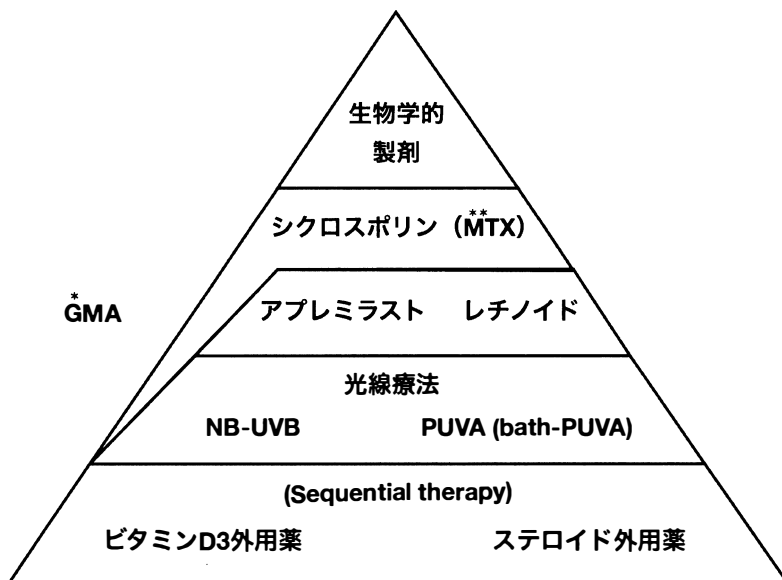 生物学的
製剤
シクロスポリン（**MTX）
*GMA
アプレミラスト　レチノイド
光線療法
NB-UVB　PUVA (bath-PUVA)
(Sequential therapy)
ビタミンD3外用薬　ステロイド外用薬